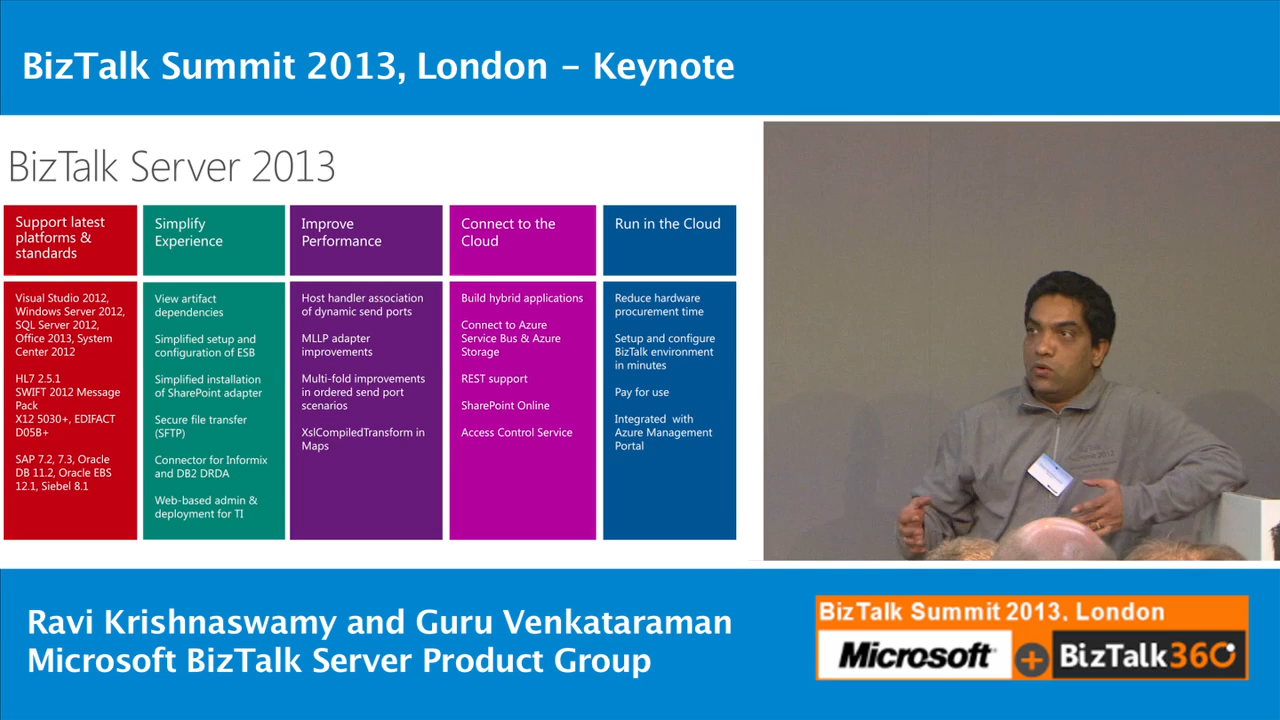 BizTalk Summit 2013, London – Keynote
BizTalk Server 2013
Support latest
platforms &
standards
Visual Studio 2012,
Windows Server 2012,
SQL Server 2012,
Office 2013, System
Center 2012
HL7 2.5.1
SWIFT 2012 Message
Pack
X12 5030+, EDIFACT
D05B+
SAP 7.2, 7.3, Oracle
DB 11.2, Oracle EBS
12.1, Siebel 8.1
Simplify
Experience
View artifact
dependencies
Simplified setup and
configuration of ESB
Simplified installation
of SharePoint adapter
Secure file transfer
(SFTP)
Connector for Informix
and DB2 DRDA
Web-based admin &
deployment for TI
Improve
Performance
Host handler association
of dynamic send ports
MLLP adapter
improvements
Multi-fold improvements
in ordered send port
scenarios
XslCompiledTransform in
Maps
Connect to the
Cloud
Build hybrid applications
Connect to Azure
Service Bus & Azure
Storage
REST support
SharePoint Online
Access Control Service
Run in the Cloud
Reduce hardware
procurement time
Setup and configure
BizTalk environment
in minutes
Pay for use
Integrated with
Azure Management
Portal
Ravi Krishnaswamy and Guru Venkataraman
Microsoft BizTalk Server Product Group
BizTalk Summit 2013. London
Microsoft + BizTalk360